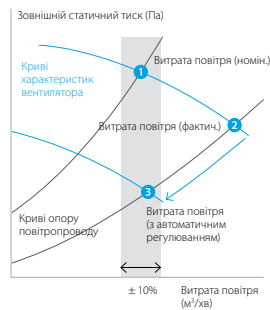 Зовнішній статичний тиск (Па)
Криві
характеристик
вентилятора
1
Витрата повітря (номін.)
Витрата повітря (фактич.)
2
3
Криві опору
повітропроводу
Витрата повітря
(з автоматичним
регулюванням)
± 10%
Витрата повітря
(м³/хв)